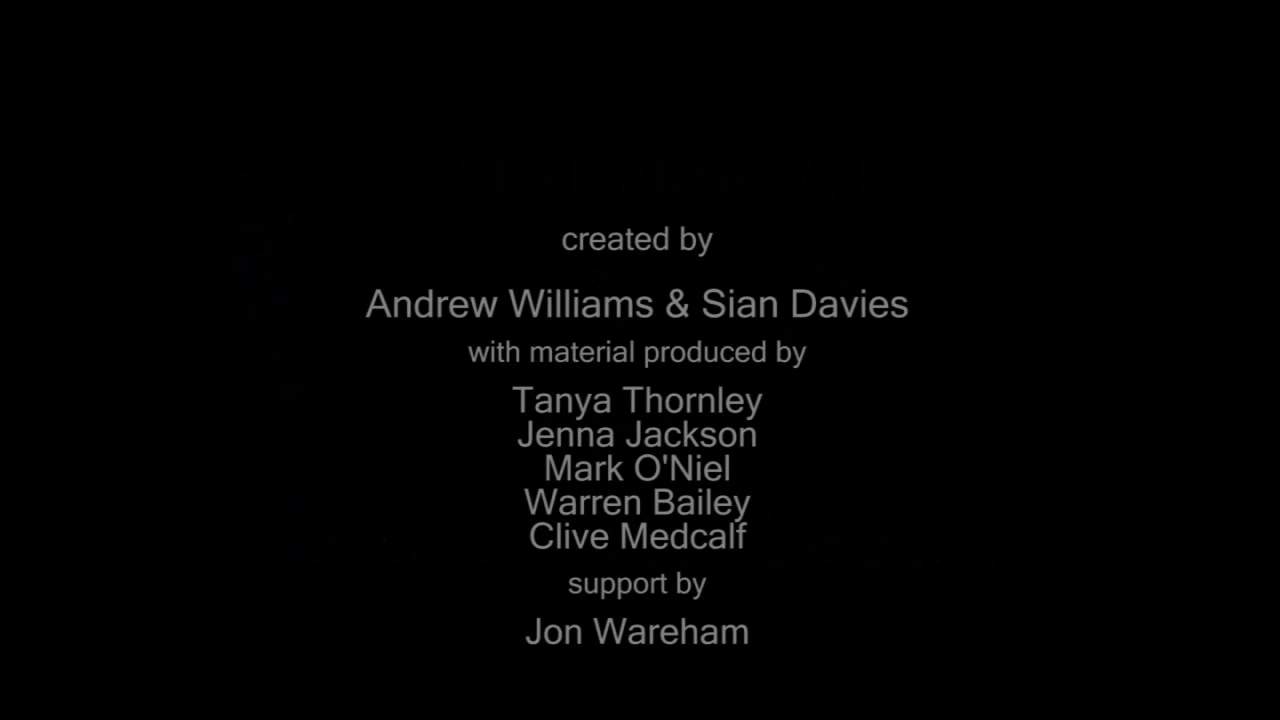 created by
Andrew Williams & Sian Davies
with material produced by
Tanya Thornley
Jenna Jackson
Mark O'Niel
Warren Bailey
Clive Medcalf
support by
Jon Wareham